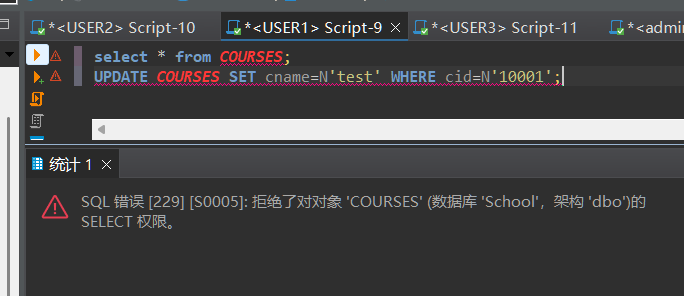 *<USER2> Script-10
*<USER1> Script-9
*<USER3> Script-11
*<admi
select * from COURSES;
UPDATE COURSES SET cname=N'test' WHERE cid=N'10001';
统计 1
SQL 错误 [229] [S0005]: 拒绝了对对象 'COURSES' (数据库 'School'，架构 'dbo')的
SELECT 权限。